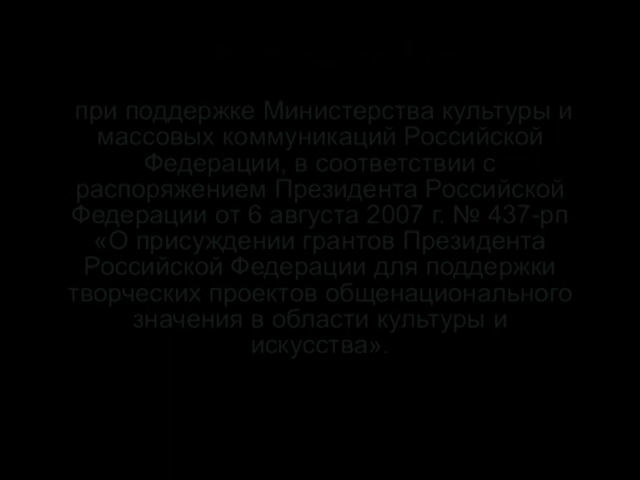 при поддержке Министерства культуры и
массовых коммуникаций Российской
Федерации, в соответствии с
распоряжением Президента Российской
Федерации от 6 августа 2007 г. № 437-рп
«О присуждении грантов Президента
Российской Федерации для поддержки
творческих проектов общенационального
значения в области культуры и
искусства».